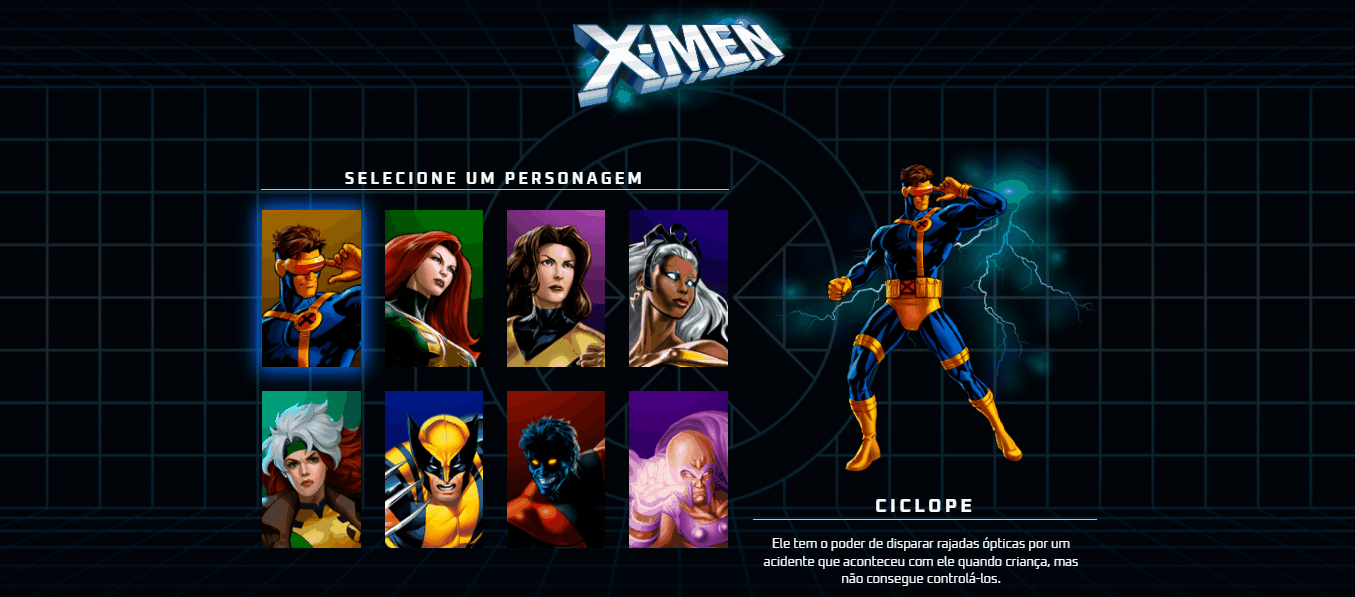 X-MEN
SELECIONE UM PERSONAGEM
CICLOPE
Ele tem o poder de disparar rajadas ópticas por um
acidente que aconteceu com ele quando criança, mas
não consegue controlá-los.